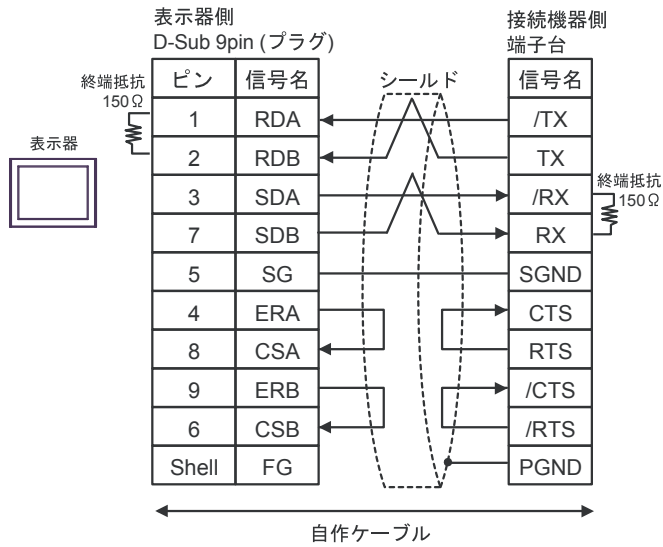 表示器側
D-Sub 9pin (プラグ)
接続機器側
端子台
終端抵抗
150Ω
表示器
ピン 信号名 シールド 信号名
1 RDA /TX
2 RDB TX
3 SDA /RX
7 SDB RX
終端抵抗
150Ω
5 SG SGND
4 ERA CTS
8 CSA RTS
9 ERB /CTS
6 CSB /RTS
Shell FG PGND
自作ケーブル